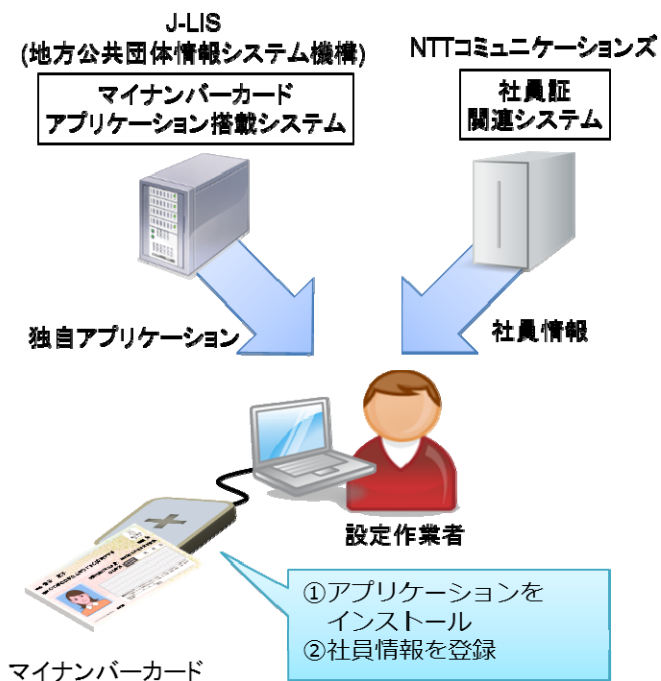 J-LIS
(地方公共団体情報システム機構)
マイナンバーカード
アプリケーション搭載システム
NTTコミュニケーションズ
社員証
関連システム
独自アプリケーション
社員情報
設定作業者
①アプリケーションを
インストール
②社員情報を登録
マイナンバーカード